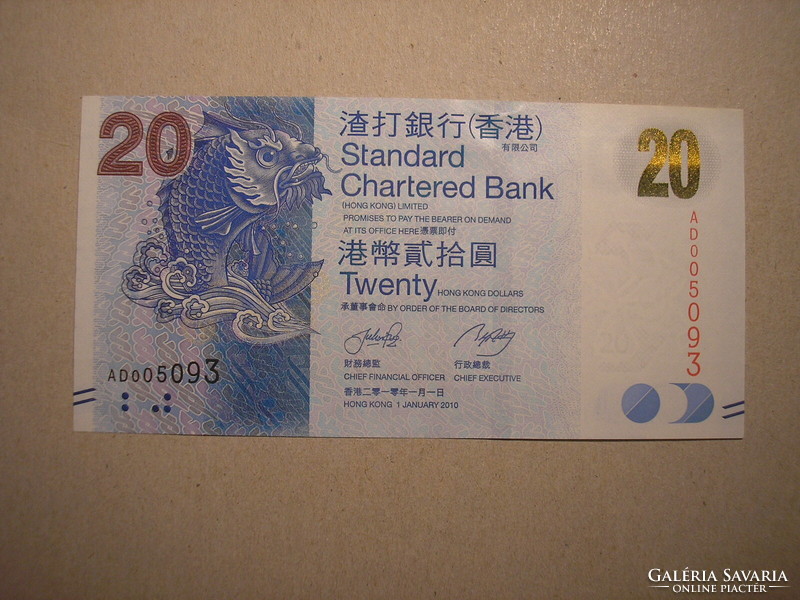 20
渣打銀行(香港)
有限公司
Standard
Chartered Bank
(HONG KONG) LIMITED
PROMISES TO PAY THE BEARER ON DEMAND
AT ITS OFFICE HERE 憑票即付
港幣貳拾圓
Twenty HONG KONG DOLLARS
承董事會命 BY ORDER OF THE BOARD OF DIRECTORS
財務總監
CHIEF FINANCIAL OFFICER
行政總裁
CHIEF EXECUTIVE
香港二零一零年一月一日
HONG KONG 1 JANUARY 2010
AD005093
20
AD005093
GALÉRIA SAVARIA
ONLINE PIACTÉR